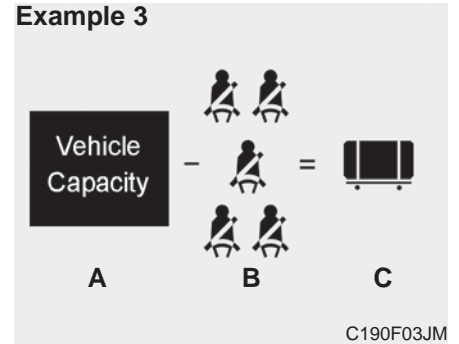 Example 3
Vehicle
Capacity
-
=
A
B
C
C190F03JM